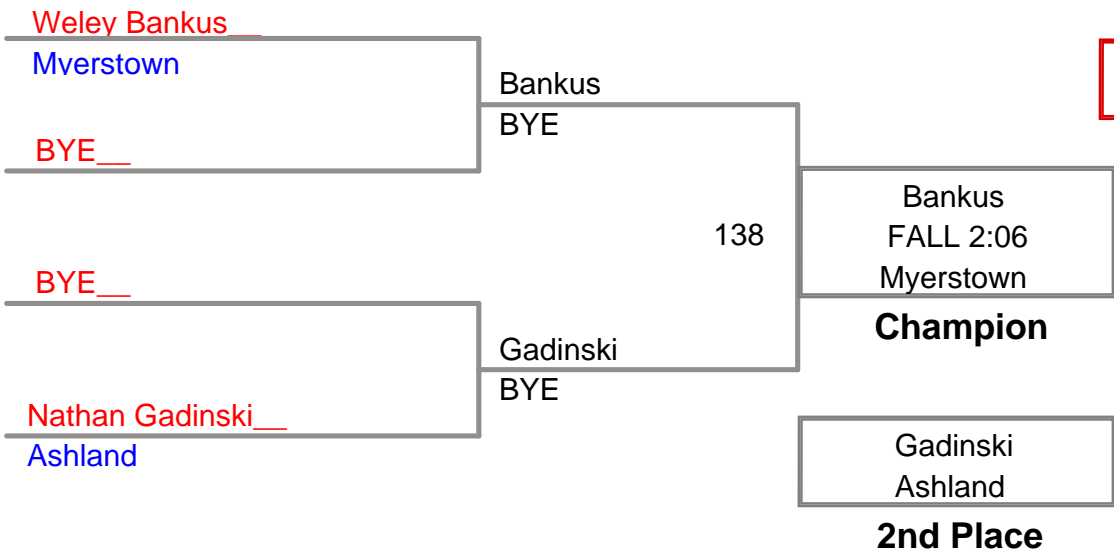 Weley Bankus__
Myerstown
Bankus
BYE
BYE__
Bankus
FALL 2:06
Myerstown
138
BYE__
Champion
Gadinski
BYE
Nathan Gadinski__
Ashland
Gadinski
Ashland
2nd Place